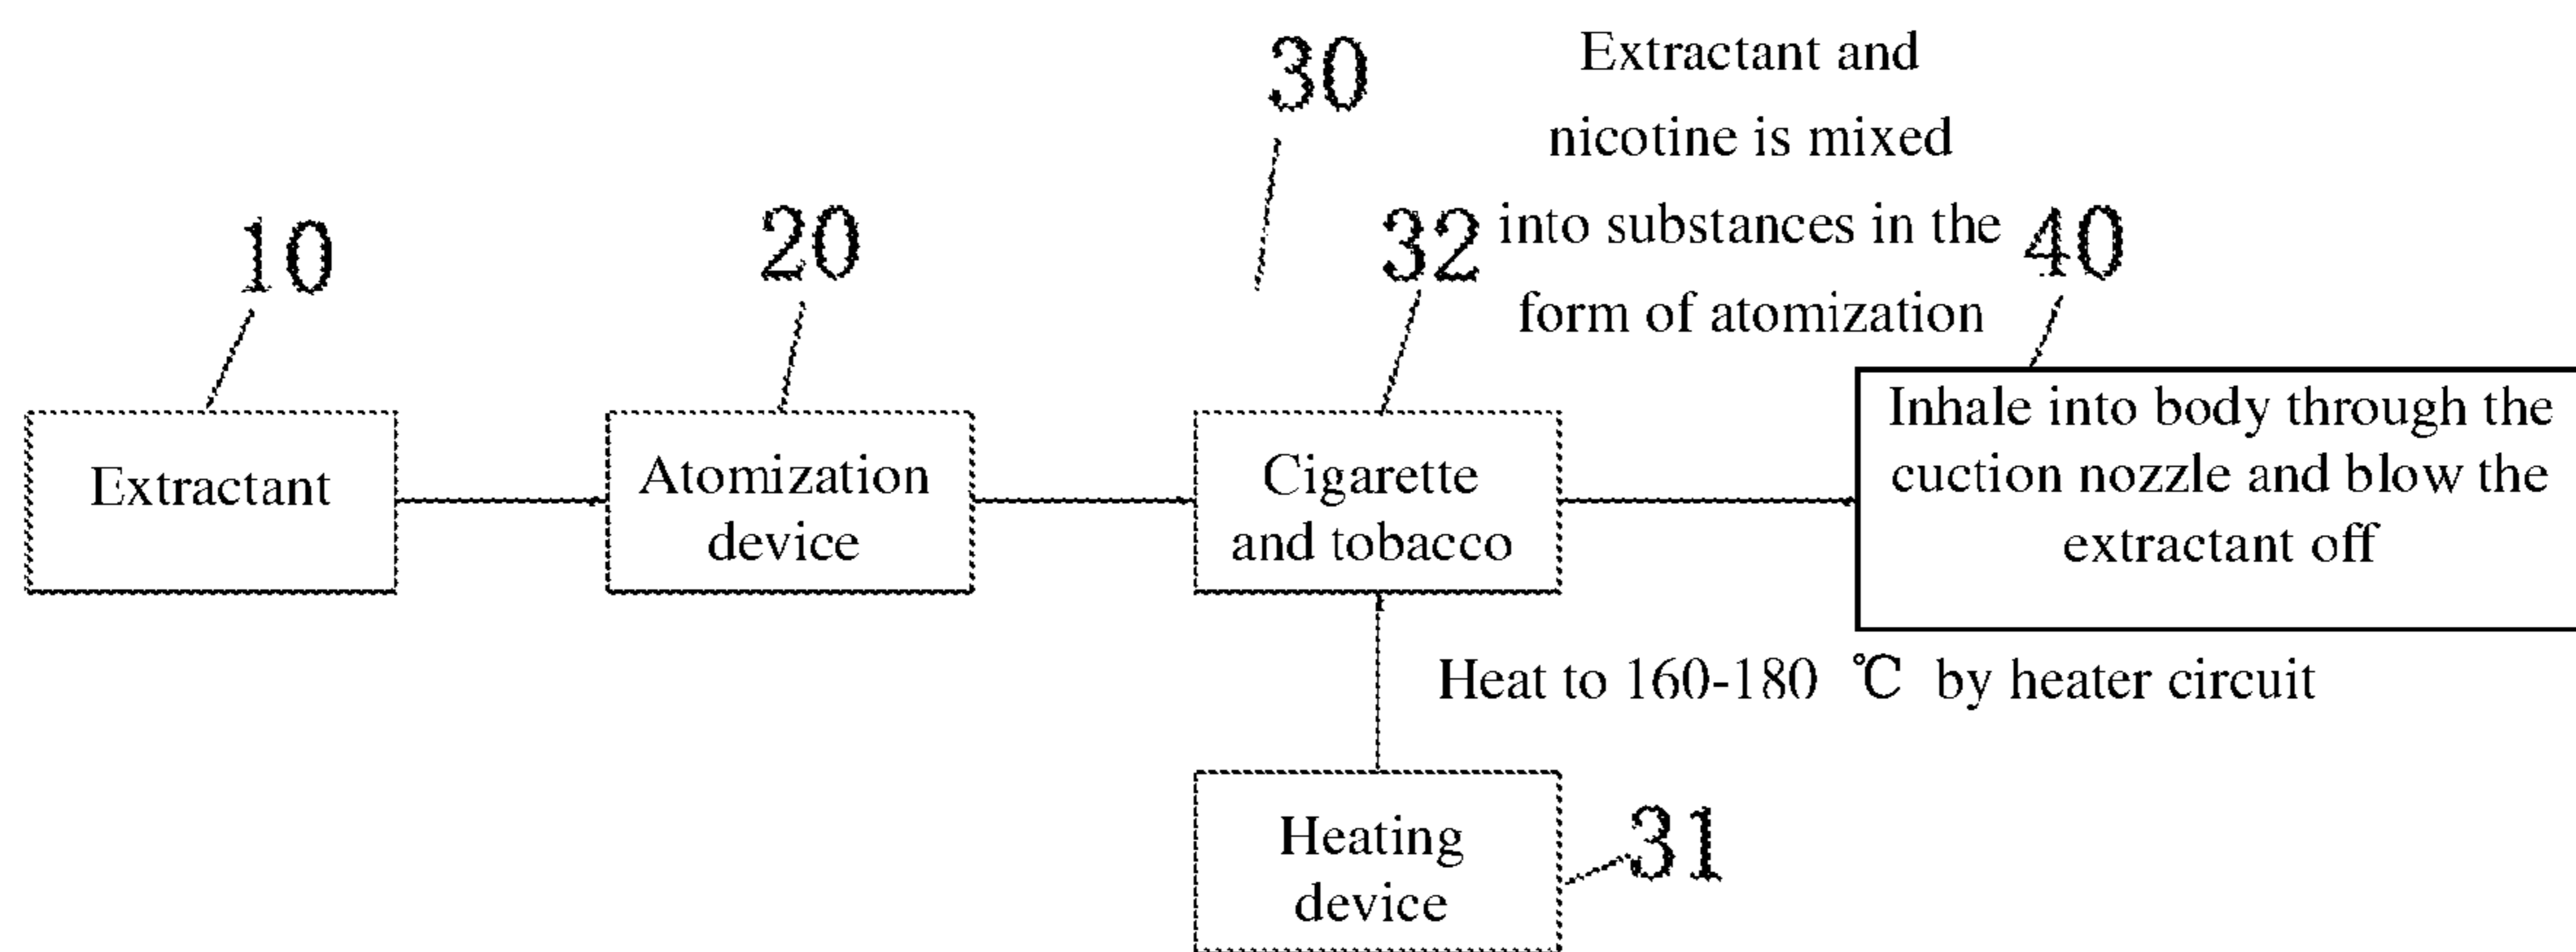 30
Extractant and
nicotine is mixed
into substances in the
form of atomization
10
20
32
40
Extractant
Atomization
device
Cigarette
and tobacco
Inhale into body through the
cuction nozzle and blow the
extractant off
Heat to 160-180 ℃ by heater circuit
Heating
device
31